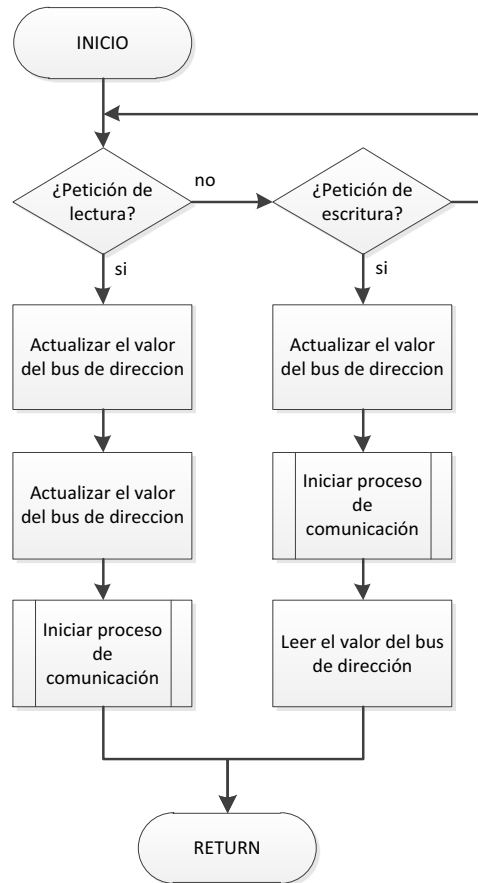 INICIO
¿Petición de
lectura?
no
¿Petición de
escritura?
si
si
Actualizar el valor
del bus de direccion
Actualizar el valor
del bus de direccion
Actualizar el valor
del bus de direccion
Iniciar proceso
de
comunicación
Iniciar proceso
de
comunicación
Leer el valor del bus
de dirección
RETURN